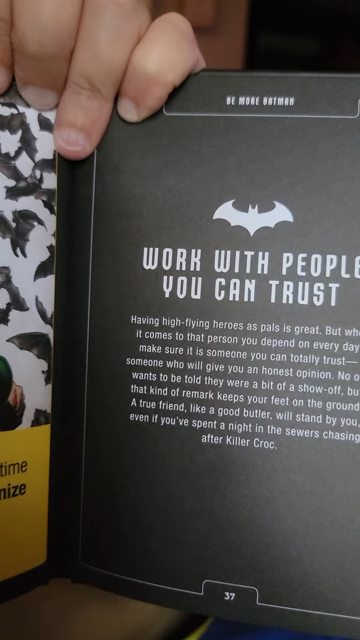 BE MORE BATMAN
WORK WITH PEOPLE
YOU CAN TRUST
Having high-flying heroes as pals is great. But
it comes to that person you depend on every day
make sure it is someone you can totally trust—
someone who will give you an honest opinion. No
wants to be told they were a bit of a show-off, but
that kind of remark keeps your feet on the ground
A true friend, like a good butler, will stand by you,
even if you've spent a night in the sewers chasing
after Killer Croc.
37
time